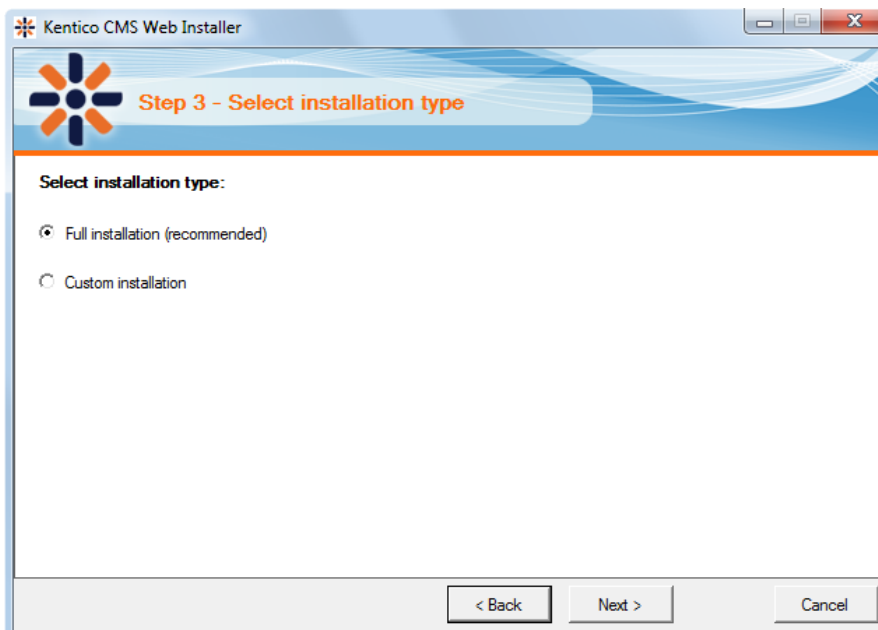 Kentico CMS Web Installer
Step 3 - Select installation type
Select installation type:
Full installation (recommended)
Custom installation
< Back Next > Cancel